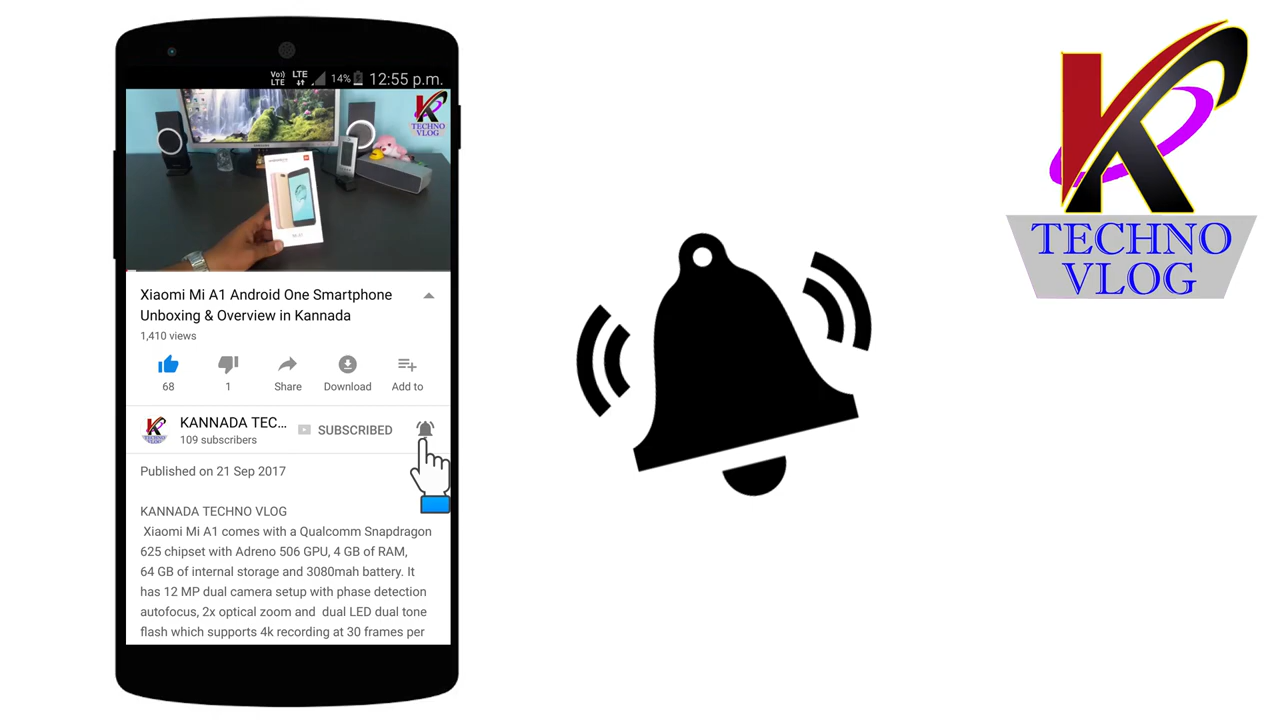 Vo)) LTE
LTE
14%
12:55 p.m.
TECHNO
VLOG
Xiaomi Mi A1 Android One Smartphone
Unboxing & Overview in Kannada
1,410 views
68
1
Share
Download
Add to
KANNADA TEC...
SUBSCRIBED
109 subscribers
Published on 21 Sep 2017
KANNADA TECHNO VLOG
Xiaomi Mi A1 comes with a Qualcomm Snapdragon
625 chipset with Adreno 506 GPU, 4 GB of RAM,
64 GB of internal storage and 3080mah battery. It
has 12 MP dual camera setup with phase detection
autofocus, 2x optical zoom and dual LED dual tone
flash which supports 4k recording at 30 frames per
K
TECHNO
VLOG